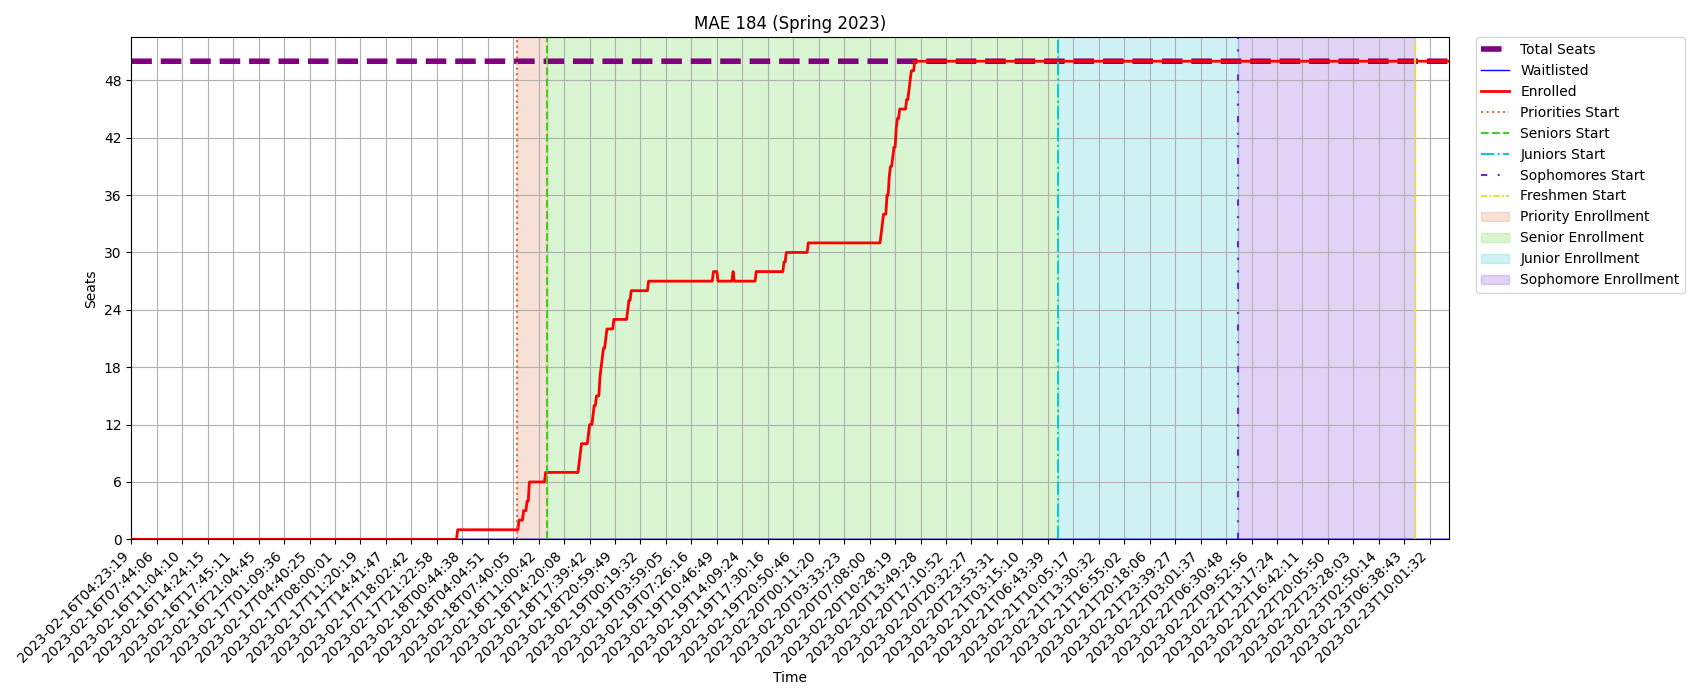 MAE 184 (Spring 2023)
Seats
48
42
36
30
24
18
12
6
0
2023-02-16T04:23:19
2023-02-16T07:44:06
2023-02-16T11:04:10
2023-02-16T14:24:15
2023-02-16T17:45:11
2023-02-16T21:04:45
2023-02-17T01:09:36
2023-02-17T04:40:25
2023-02-17T08:00:01
2023-02-17T11:20:19
2023-02-17T14:41:47
2023-02-17T18:02:42
2023-02-17T21:22:58
2023-02-18T00:44:38
2023-02-18T04:04:51
2023-02-18T07:40:05
2023-02-18T11:00:42
2023-02-18T14:20:08
2023-02-18T17:39:42
2023-02-18T20:59:49
2023-02-19T00:19:32
2023-02-19T03:59:05
2023-02-19T07:26:16
2023-02-19T10:46:49
2023-02-19T14:09:24
2023-02-19T17:30:16
2023-02-19T20:50:46
2023-02-20T00:11:20
2023-02-20T03:33:23
2023-02-20T07:08:00
2023-02-20T10:28:19
2023-02-20T13:49:28
2023-02-20T17:10:52
2023-02-20T20:32:27
2023-02-20T23:53:31
2023-02-21T03:15:10
2023-02-21T06:43:39
2023-02-21T10:05:17
2023-02-21T13:30:32
2023-02-21T16:55:02
2023-02-21T20:18:06
2023-02-21T23:39:27
2023-02-22T03:01:37
2023-02-22T06:30:48
2023-02-22T09:52:56
2023-02-22T13:17:24
2023-02-22T16:42:11
2023-02-22T20:05:50
2023-02-22T23:28:03
2023-02-23T02:50:14
2023-02-23T06:38:43
2023-02-23T10:01:32
Time
Total Seats
Waitlisted
Enrolled
Priorities Start
Seniors Start
Juniors Start
Sophomores Start
Freshmen Start
Priority Enrollment
Senior Enrollment
Junior Enrollment
Sophomore Enrollment